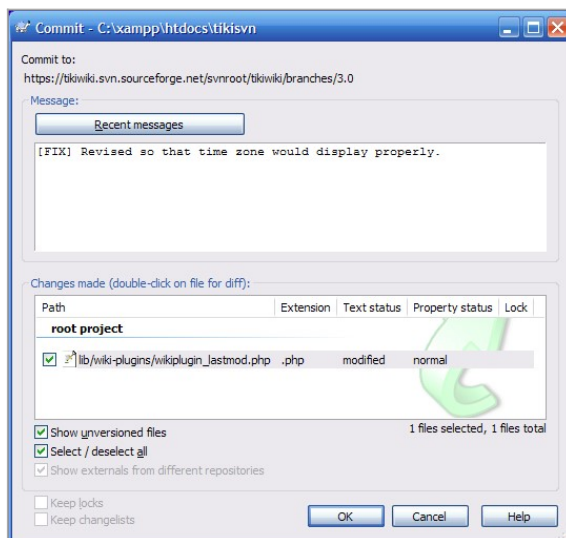 Commit - C:\xampp\htdocs\tikisvn
Commit to:
https://tikiwiki.svn.sourceforge.net/svnroot/tikiwiki/branches/3.0
Message:
Recent messages
[FIX] Revised so that time zone would display properly.
Changes made (double-click on file for diff):
Path Extension Text status Property status Lock
root project
lib/wiki-plugins/wikiplugin_lastmod.php .php modified normal
Show unversioned files 1 files selected, 1 files total
Select / deselect all
Show externals from different repositories
Keep locks
Keep changelists
OK Cancel Help